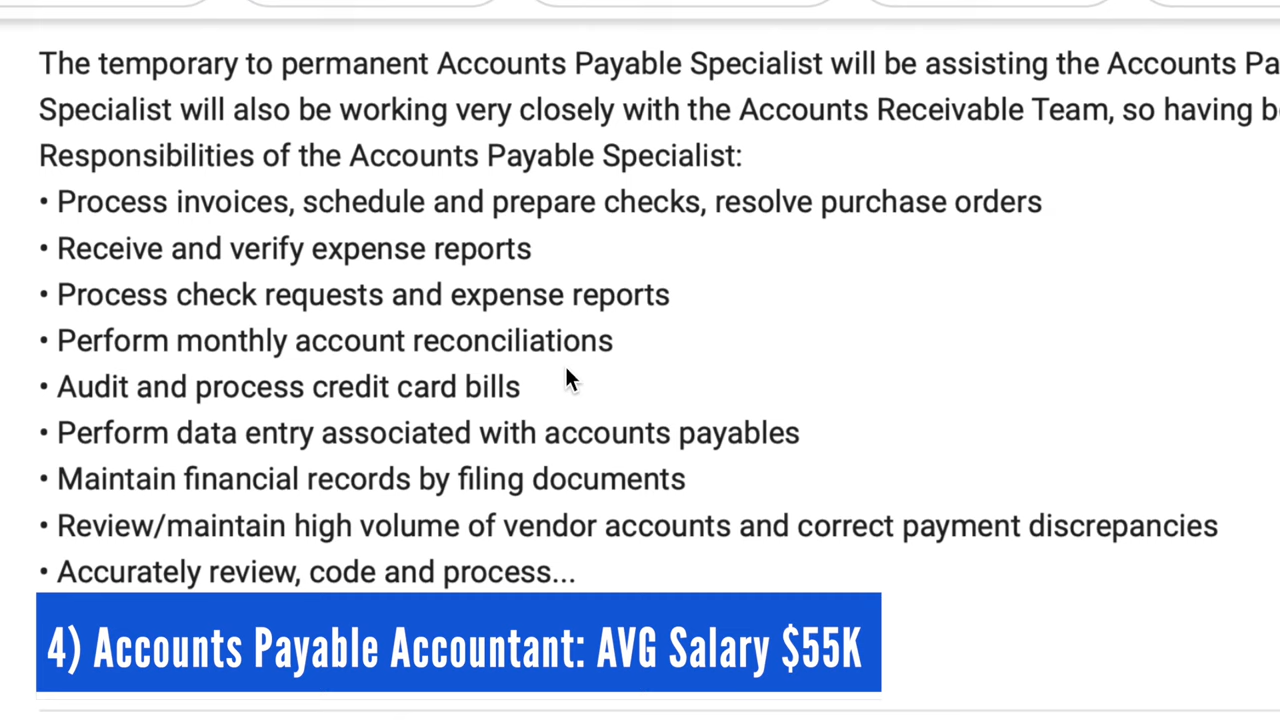 The temporary to permanent Accounts Payable Specialist will be assisting the Accounts
Specialist will also be working very closely with the Accounts Receivable Team, so having
Responsibilities of the Accounts Payable Specialist:
• Process invoices, schedule and prepare checks, resolve purchase orders
• Receive and verify expense reports
• Process check requests and expense reports
• Perform monthly account reconciliations
• Audit and process credit card bills
• Perform data entry associated with accounts payables
• Maintain financial records by filing documents
• Review/maintain high volume of vendor accounts and correct payment discrepancies
• Accurately review, code and process...
4) Accounts Payable Accountant: AVG Salary $55K